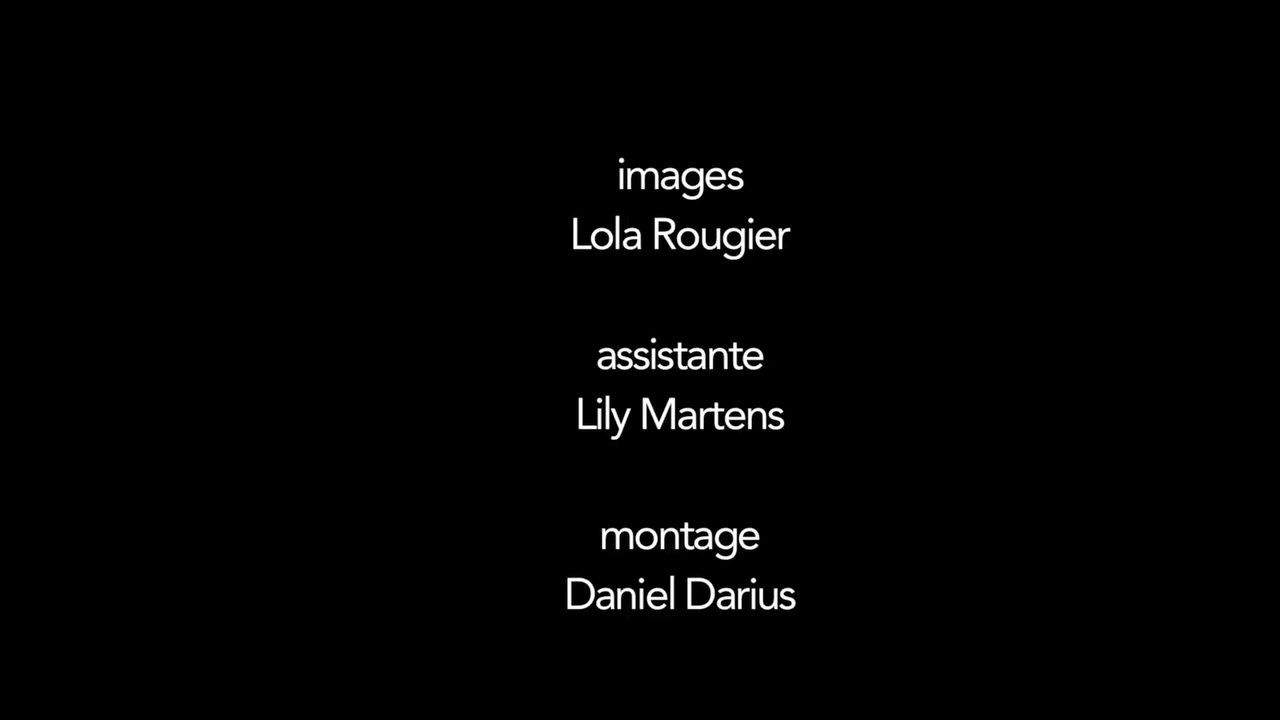 images
Lola Rougier
assistante
Lily Martens
montage
Daniel Darius